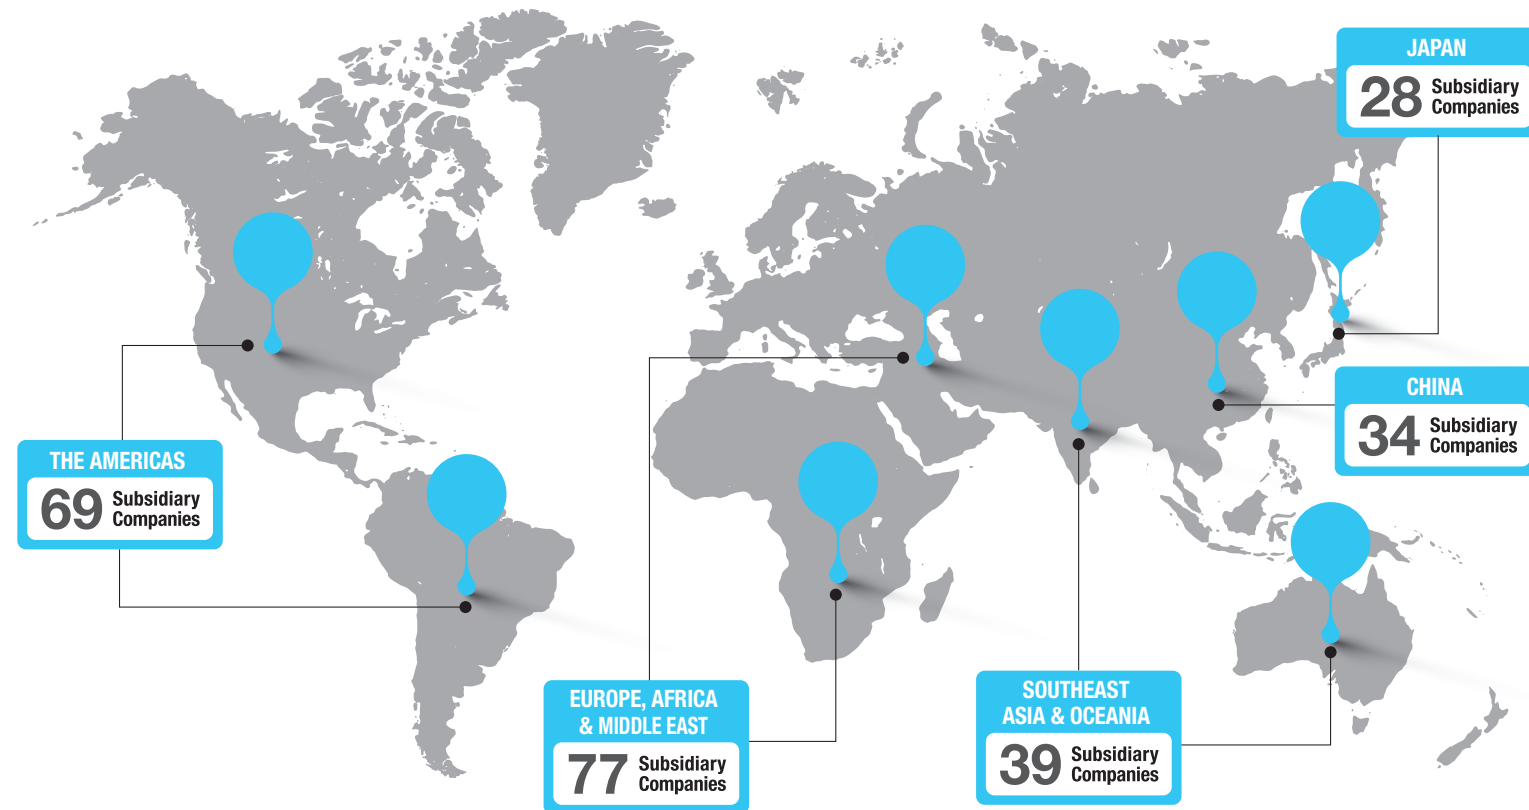 JAPAN
28 Subsidiary
Companies
CHINA
34 Subsidiary
Companies
THE AMERICAS
69 Subsidiary
Companies
EUROPE, AFRICA
& MIDDLE EAST
77 Subsidiary
Companies
SOUTHEAST
ASIA & OCEANIA
39 Subsidiary
Companies